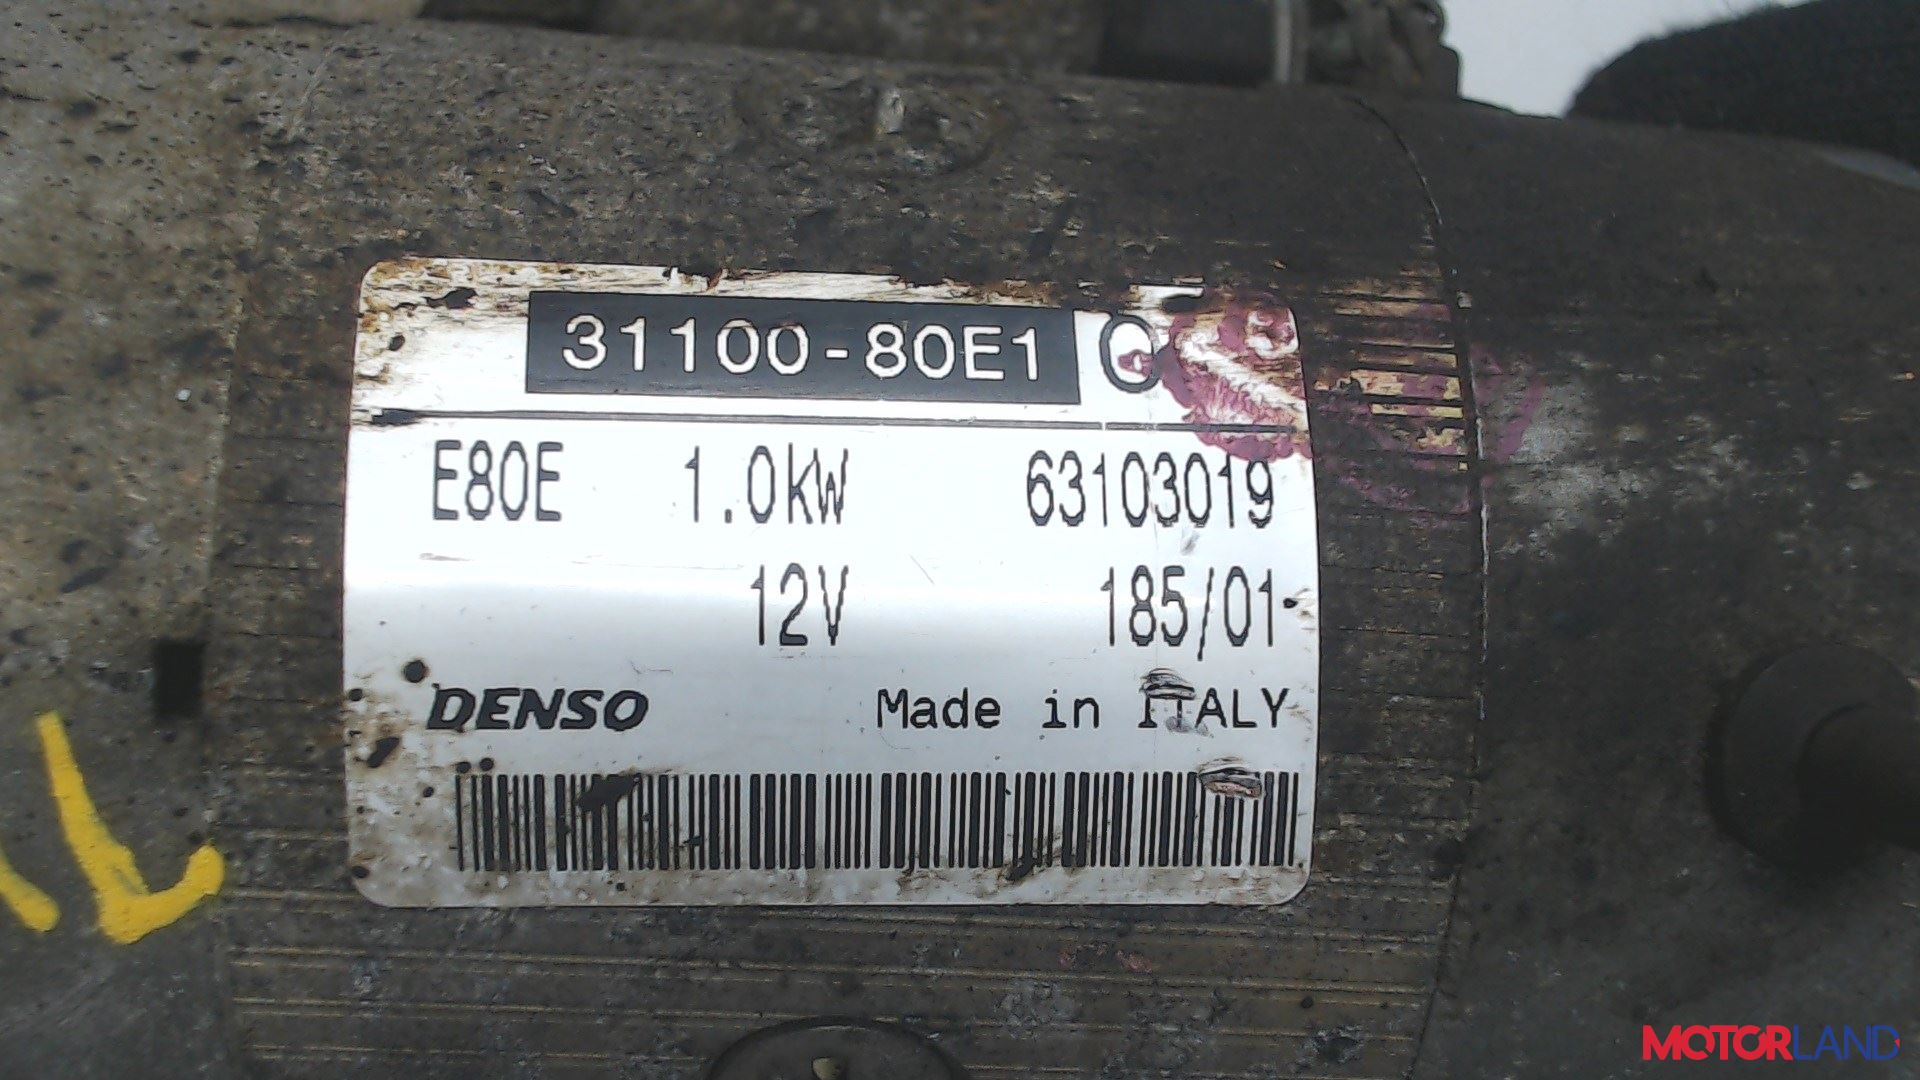 31100-80E1
E80E 1.0kW 63103019
12V 185/01
DENSO Made in ITALY
MOTORLAND